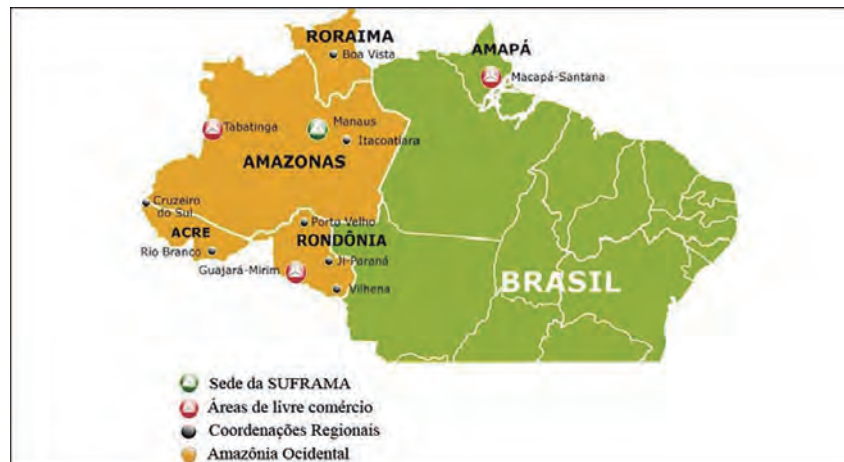 RORAIMA
Boa Vista
AMAPÁ
Macapá-Santana
Tabatinga
Manaus
Itacoatiara
AMAZONAS
Cruzeiro
do Sul
ACRE
Rio Branco
Porto Velho
RONDÔNIA
Ji-Paraná
Guajará-Mirim
Vilhena
BRASIL
Sede da SUFRAMA
Áreas de livre comércio
Coordenações Regionais
Amazônia Ocidental